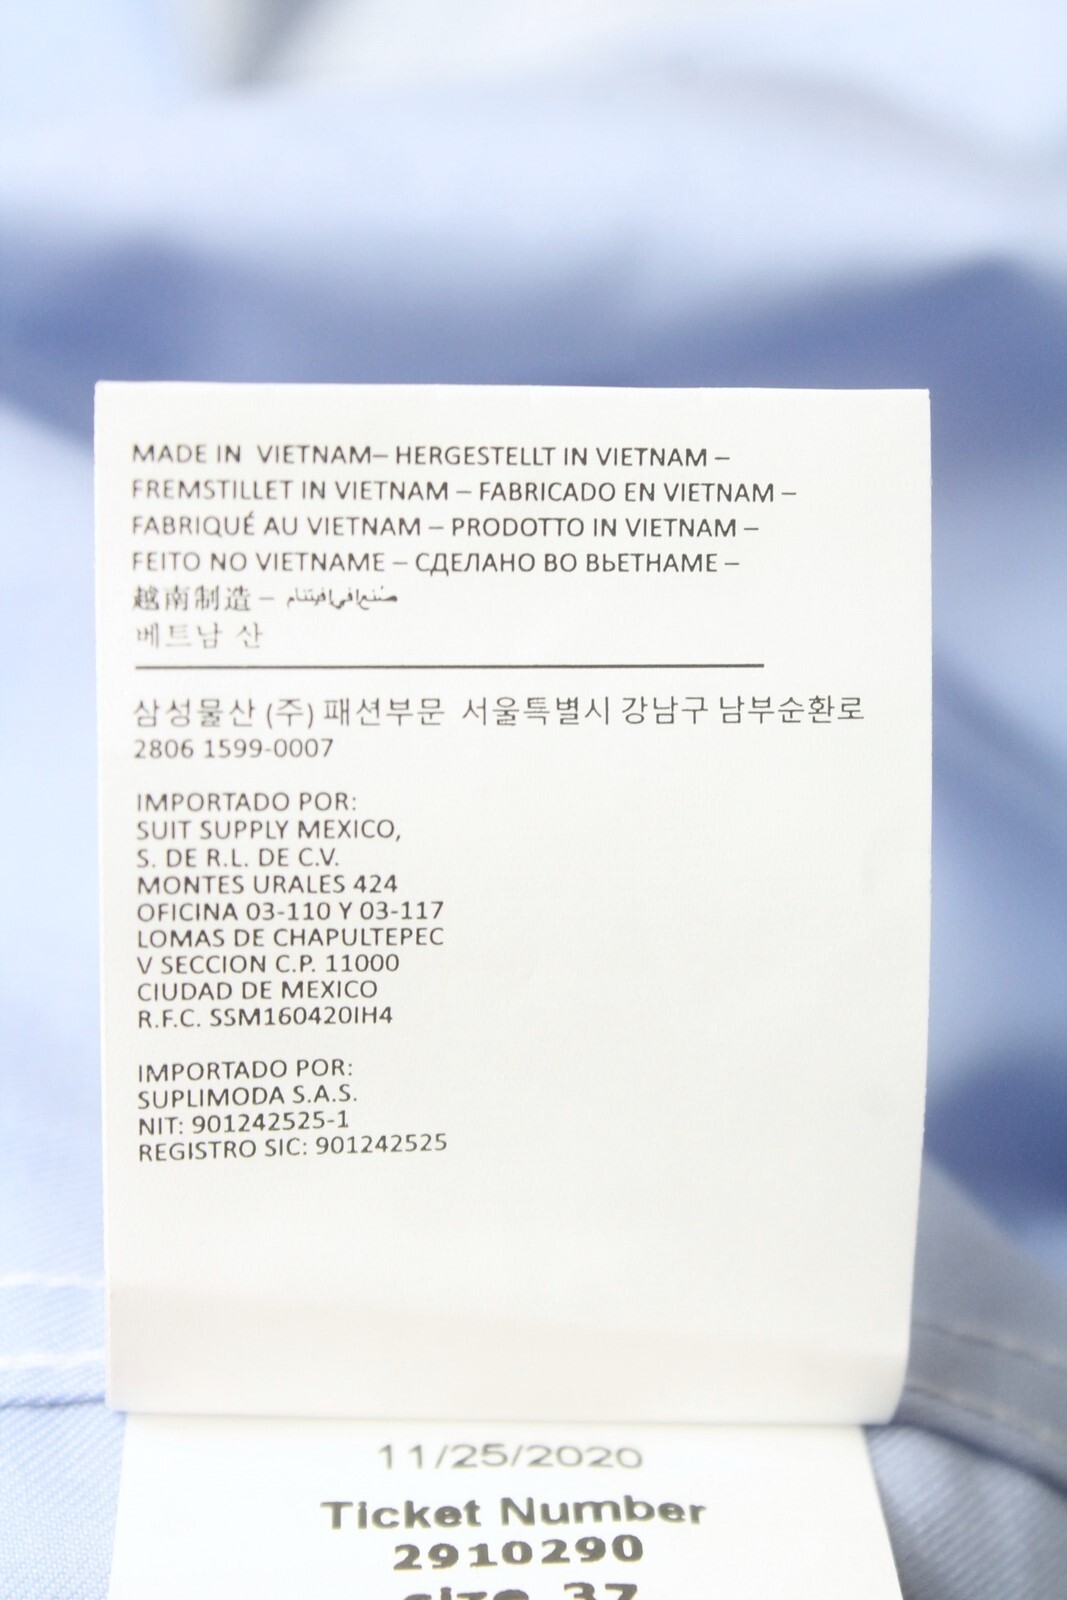 MADE IN VIETNAM– HERGESTELLT IN VIETNAM –
FREMSTILLET IN VIETNAM – FABRICADO EN VIETNAM –
FABRIQUÉ AU VIETNAM – PRODOTTO IN VIETNAM –
FEITO NO VIETNAME – СДЕЛАНО ВО ВЬЕТНАМЕ –
越南制造 – صُنع في فيتنام
베트남 산
삼성물산 (주) 패션부문 서울특별시 강남구 남부순환로
2806 1599-0007
IMPORTADO POR:
SUIT SUPPLY MEXICO,
S. DE R.L. DE C.V.
MONTES URALES 424
OFICINA 03-110 Y 03-117
LOMAS DE CHAPULTEPEC
V SECCION C.P. 11000
CIUDAD DE MEXICO
R.F.C. SSM160420IH4
IMPORTADO POR:
SUPLIMODA S.A.S.
NIT: 901242525-1
REGISTRO SIC: 901242525
11/25/2020
Ticket Number
2910290
size 37